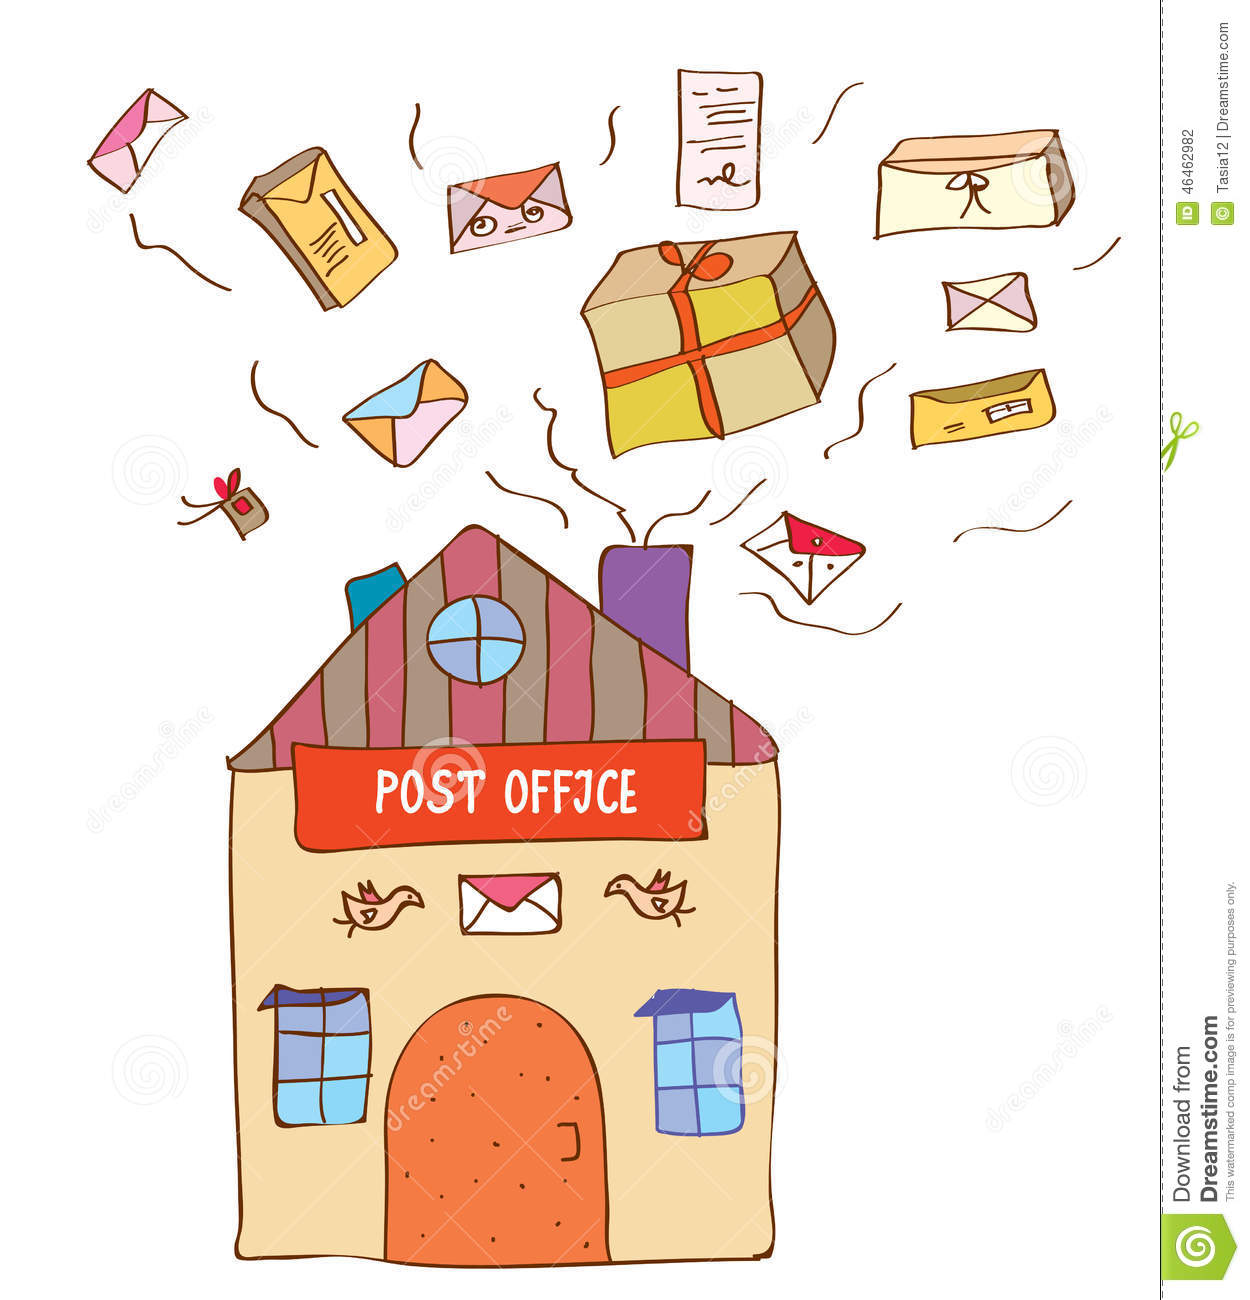 POST OFFICE
dreamstime
46462982
Tasia12 | Dreamstime.com
Download from
Dreamstime.com
This watermarked comp image is for previewing purposes only.
ID
©